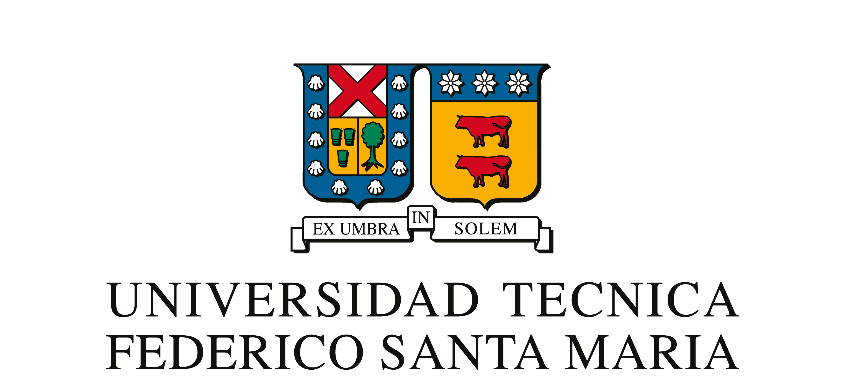 EX UMBRA IN SOLEM
UNIVERSIDAD TECNICA
FEDERICO SANTA MARIA